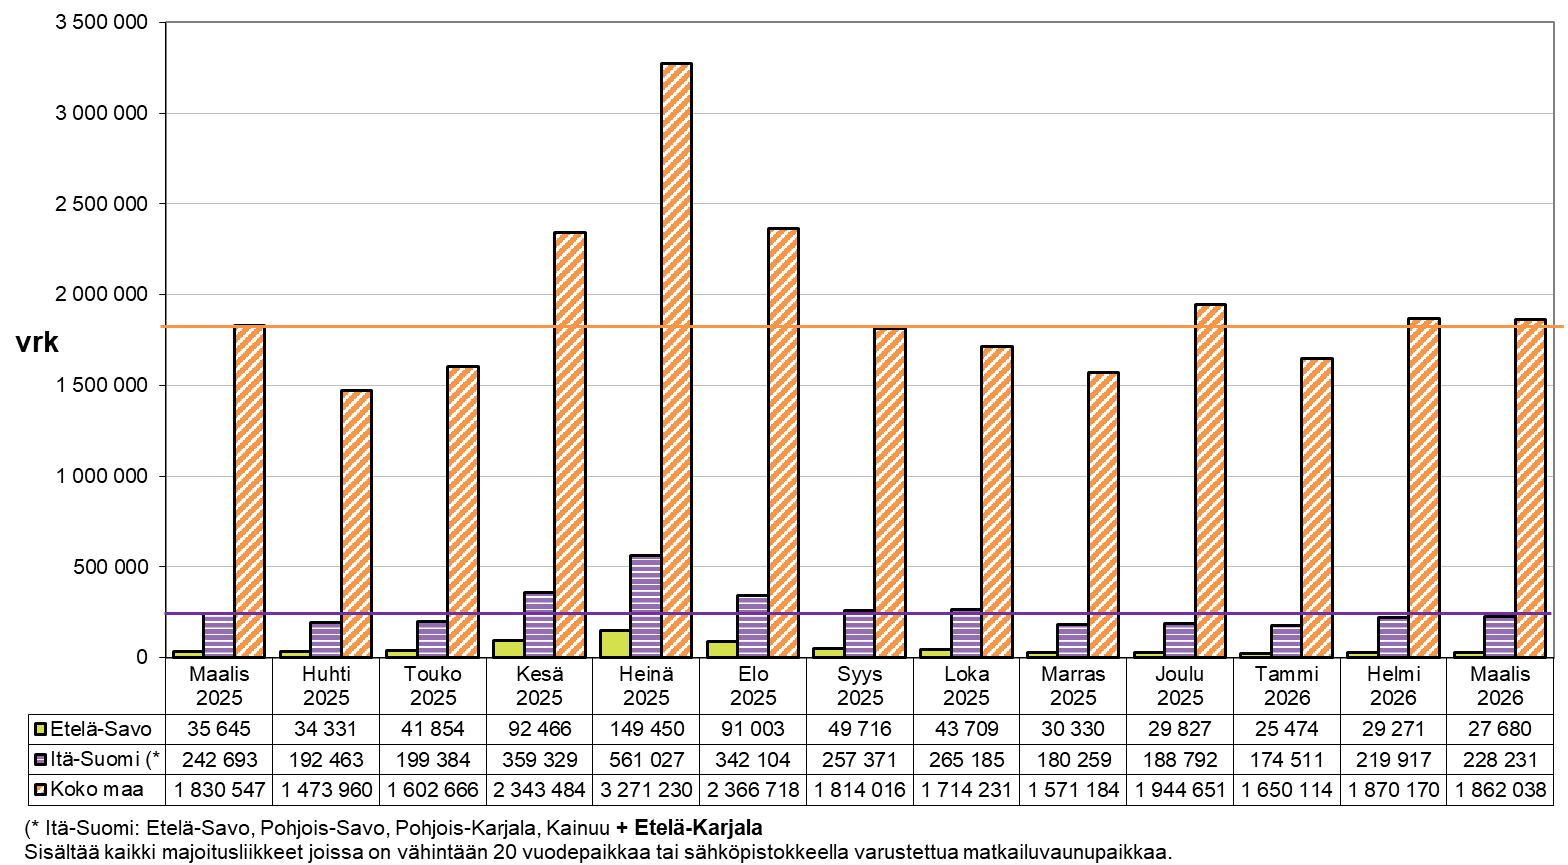 3 500 000
3 000 000
2 500 000
2 000 000
vrk
1 500 000
1 000 000
500 000
0
Maalis 2025 Huhti 2025 Touko 2025 Kesä 2025 Heinä 2025 Elo 2025 Syys 2025 Loka 2025 Marras 2025 Joulu 2025 Tammi 2026 Helmi 2026 Maalis 2026
Etelä-Savo 35 645 34 331 41 854 92 466 149 450 91 003 49 716 43 709 30 330 29 827 25 474 29 271 27 680
Itä-Suomi (* 242 693 192 463 199 384 359 329 561 027 342 104 257 371 265 185 180 259 188 792 174 511 219 917 228 231
Koko maa 1 830 547 1 473 960 1 602 666 2 343 484 3 271 230 2 366 718 1 814 016 1 714 231 1 571 184 1 944 651 1 650 114 1 870 170 1 862 038
(* Itä-Suomi: Etelä-Savo, Pohjois-Savo, Pohjois-Karjala, Kainuu + Etelä-Karjala
Sisältää kaikki majoitusliikkeet joissa on vähintään 20 vuodepaikkaa tai sähköpistokkeella varustettua matkailuvaunupaikkaa.